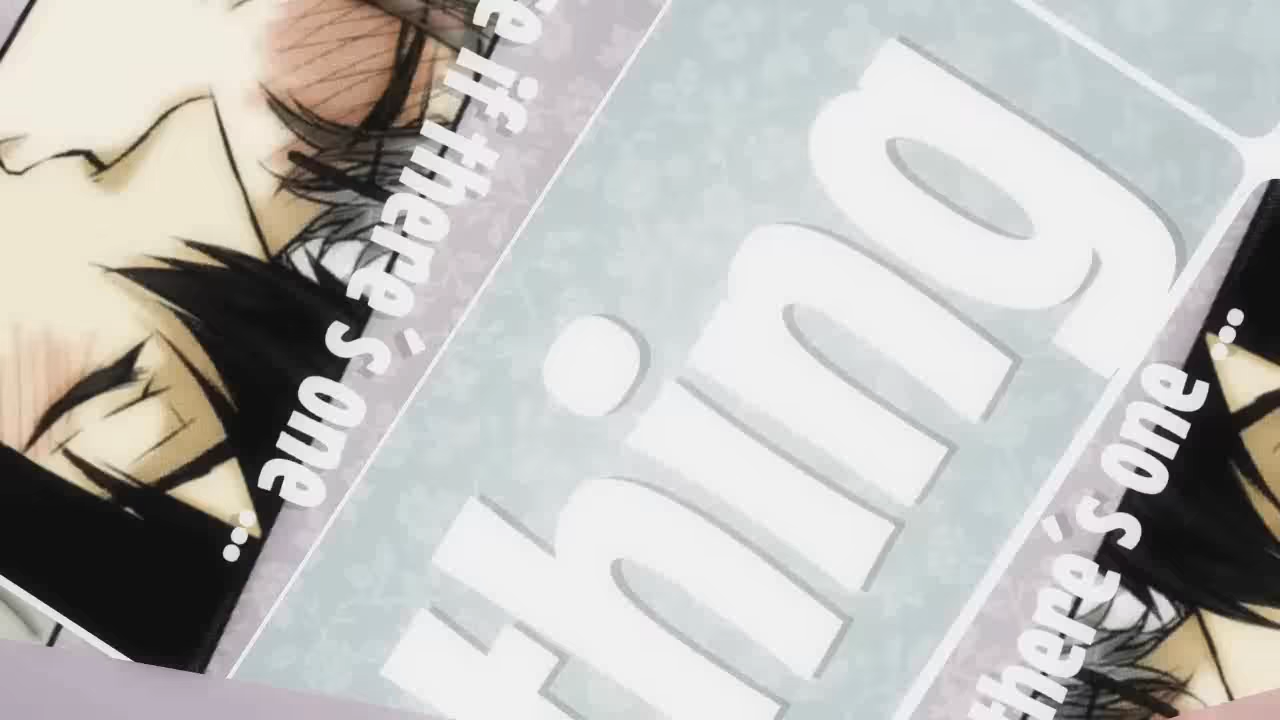 e if there's one
...
thing
there's one
...